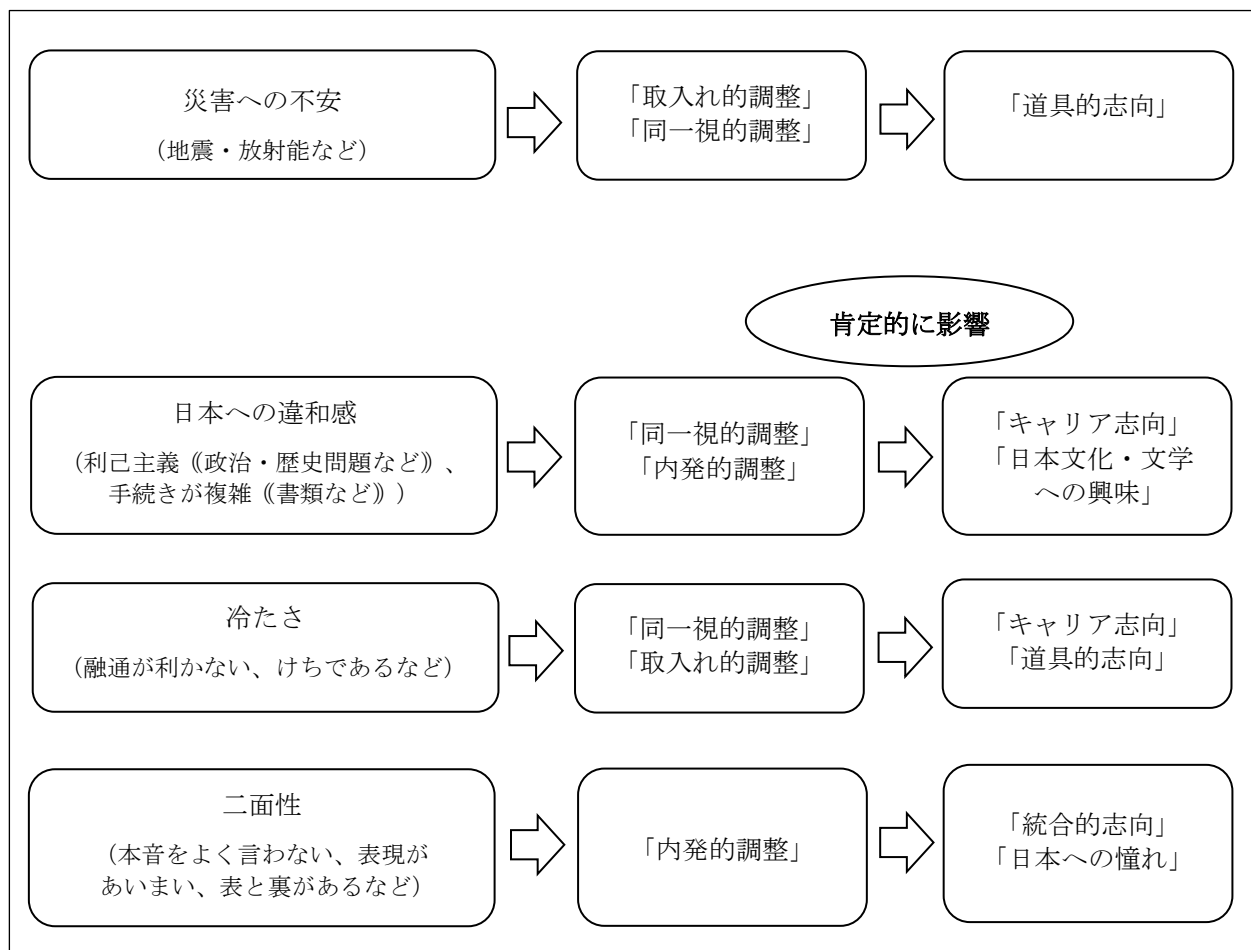 災害への不安
（地震・放射能など）
「取入れ的調整」
「同一視的調整」
「道具的志向」
肯定的に影響
日本への違和感
（利己主義⸨政治・歴史問題など⸩、
手続きが複雑⸨書類など⸩）
「同一視的調整」
「内発的調整」
「キャリア志向」
「日本文化・文学
への興味」
冷たさ
（融通が利かない、けちであるなど）
「同一視的調整」
「取入れ的調整」
「キャリア志向」
「道具的志向」
二面性
（本音をよく言わない、表現が
あいまい、表と裏があるなど）
「内発的調整」
「統合的志向」
「日本への憧れ」